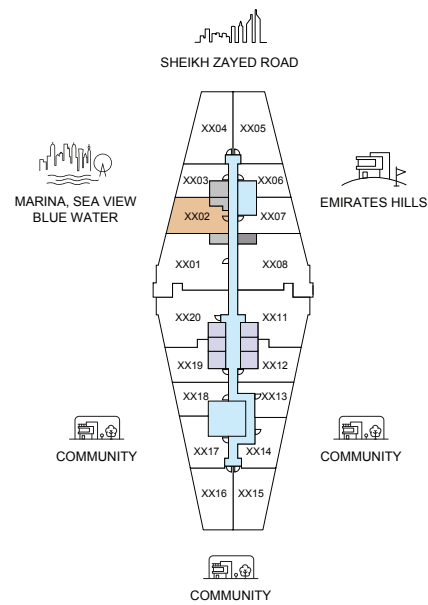 SHEIKH ZAYED ROAD
XX04 XX05
XX03 XX06
MARINA, SEA VIEW
BLUE WATER
EMIRATES HILLS
XX02 XX07
XX01 XX08
XX20 XX11
XX19 XX12
XX18 XX13
COMMUNITY
COMMUNITY
XX17 XX14
XX16 XX15
COMMUNITY